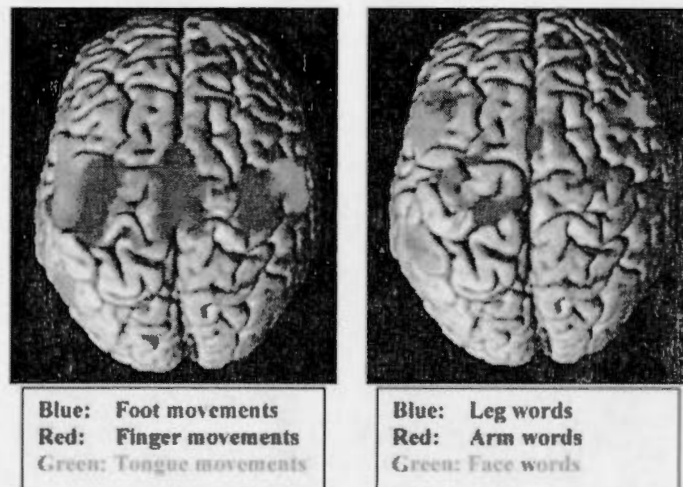 Blue: Foot movements
Red: Finger movements
Green: Tongue movements
Blue: Leg words
Red: Arm words
Green: Face words